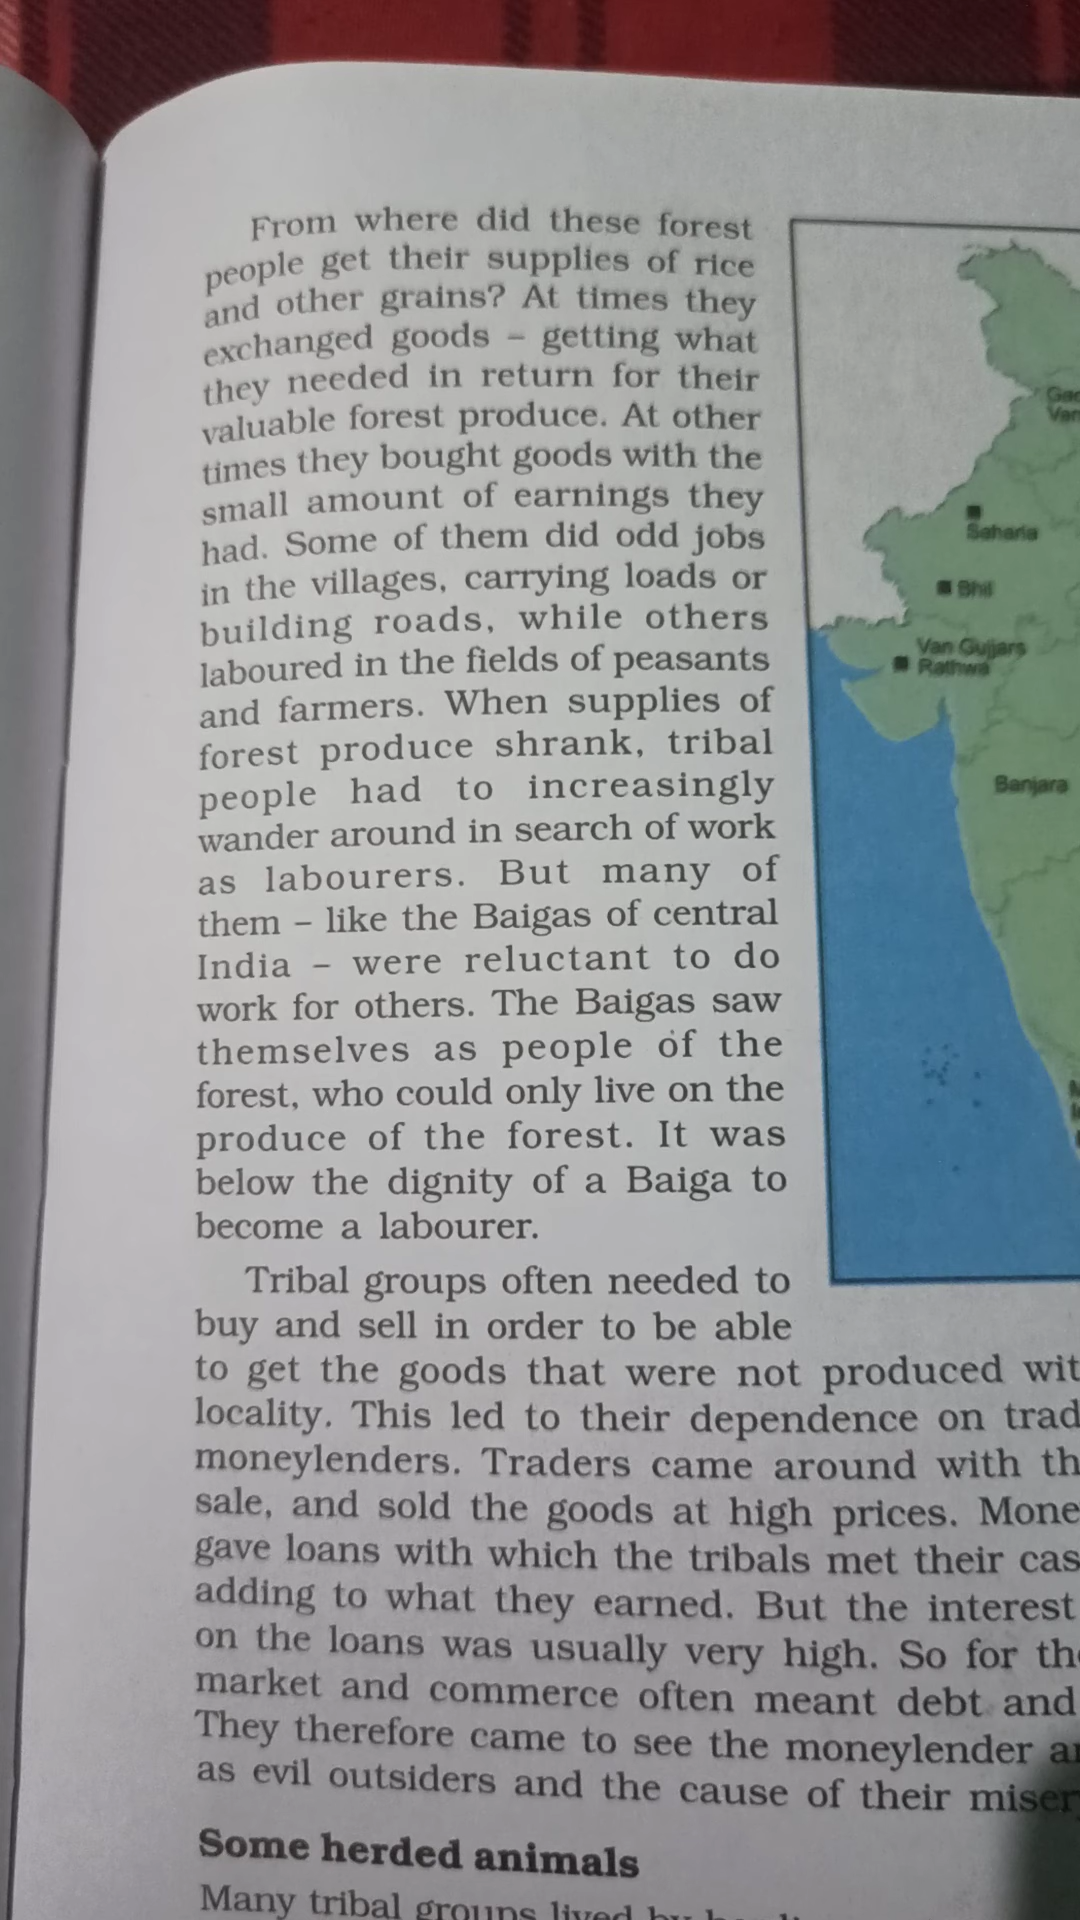 From where did these forest
people get their supplies of rice
and other grains? At times they
exchanged goods – getting what
they needed in return for their
valuable forest produce. At other
times they bought goods with the
small amount of earnings they
had. Some of them did odd jobs
in the villages, carrying loads or
building roads, while others
laboured in the fields of peasants
and farmers. When supplies of
forest produce shrank, tribal
people had to increasingly
wander around in search of work
as labourers. But many of
them – like the Baigas of central
India – were reluctant to do
work for others. The Baigas saw
themselves as people of the
forest, who could only live on the
produce of the forest. It was
below the dignity of a Baiga to
become a labourer.
Tribal groups often needed to
buy and sell in order to be able
to get the goods that were not produced wit
locality. This led to their dependence on trad
moneylenders. Traders came around with th
sale, and sold the goods at high prices. Mone
gave loans with which the tribals met their cas
adding to what they earned. But the interest
on the loans was usually very high. So for the
market and commerce often meant debt and
They therefore came to see the moneylender an
as evil outsiders and the cause of their miser
Some herded animals
Many tribal groups lived by
Saharia
Bhil
Van Gujjars
Rathwa
Banjara